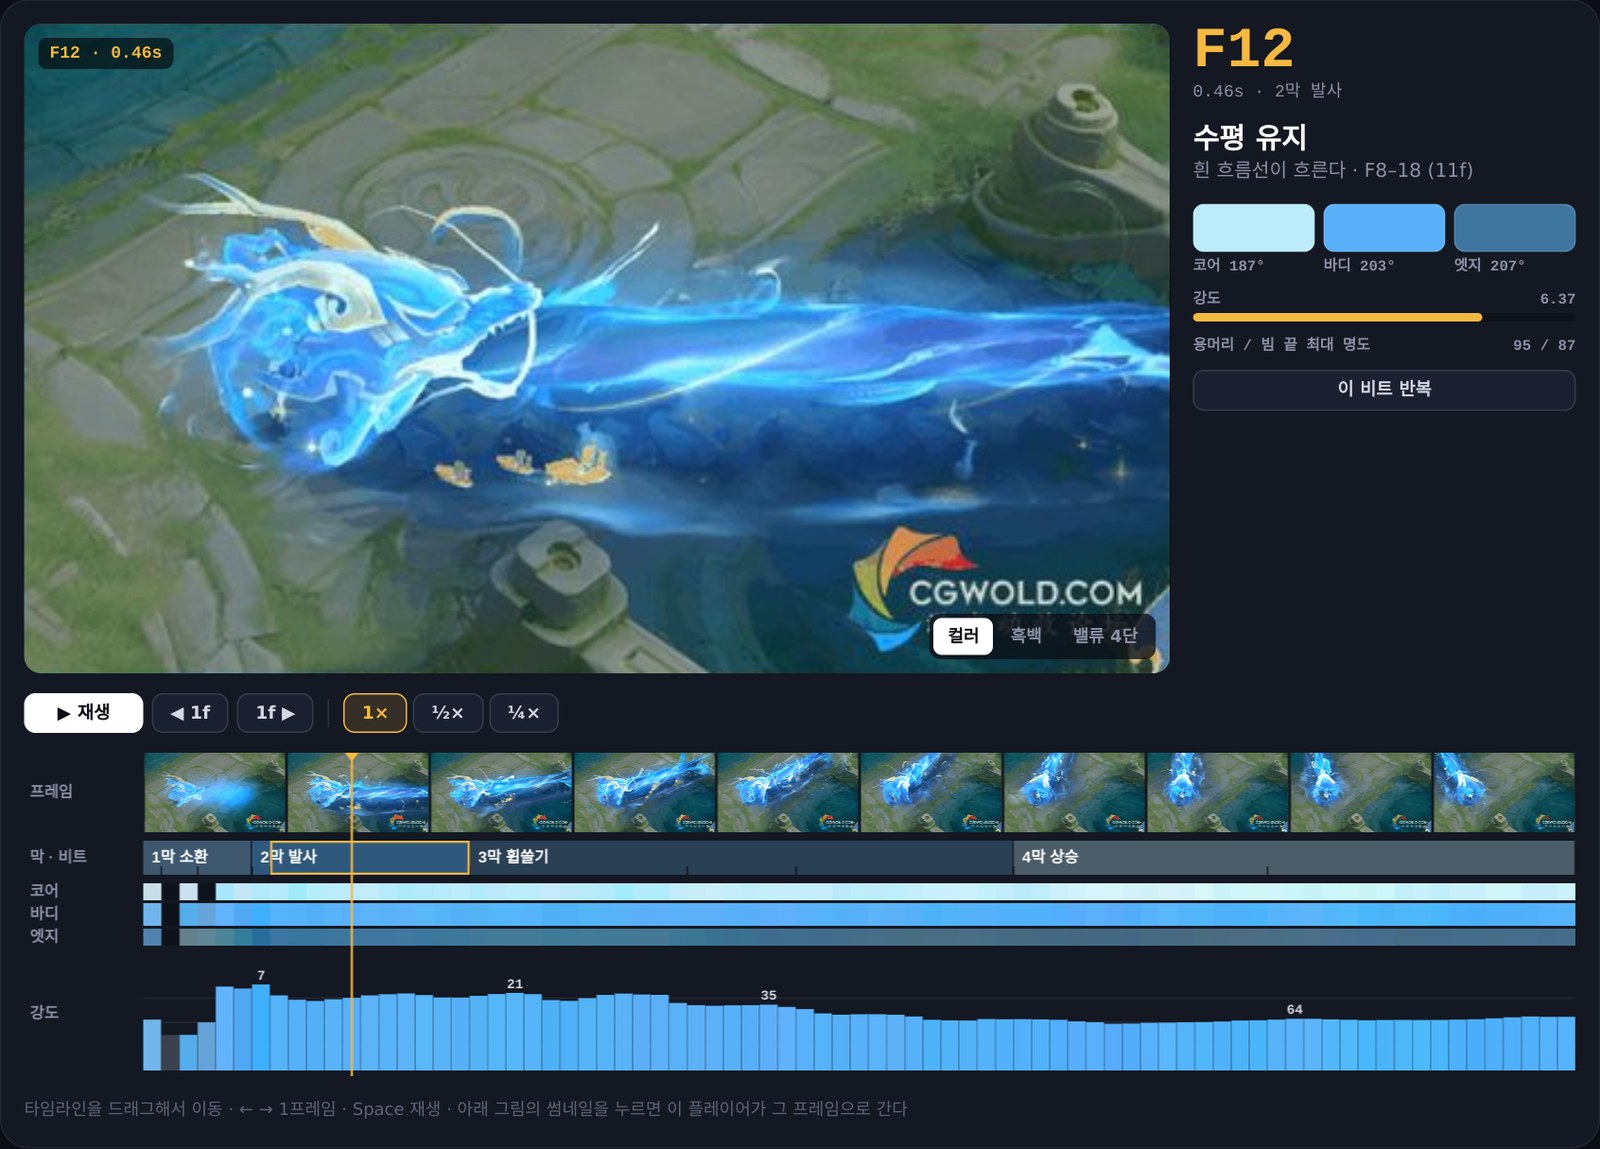 F12 · 0.46s
CGWOLD.COM
컬러 흑백 밸류 4단
F12
0.46s · 2막 발사
수평 유지
흰 흐름선이 흐른다 · F8–18 (11f)
코어 187° 바디 203° 엣지 207°
강도 6.37
용머리 / 빔 끝 최대 명도 95 / 87
이 비트 반복
▶ 재생 ◀ 1f 1f ▶ 1× ½× ¼×
프레임
막·비트 1막 소환 2막 발사 3막 휩쓸기 4막 상승
코어
바디
엣지
강도 7 21 35 64
타임라인을 드래그해서 이동 · ← → 1프레임 · Space 재생 · 아래 그림의 썸네일을 누르면 이 플레이어가 그 프레임으로 간다